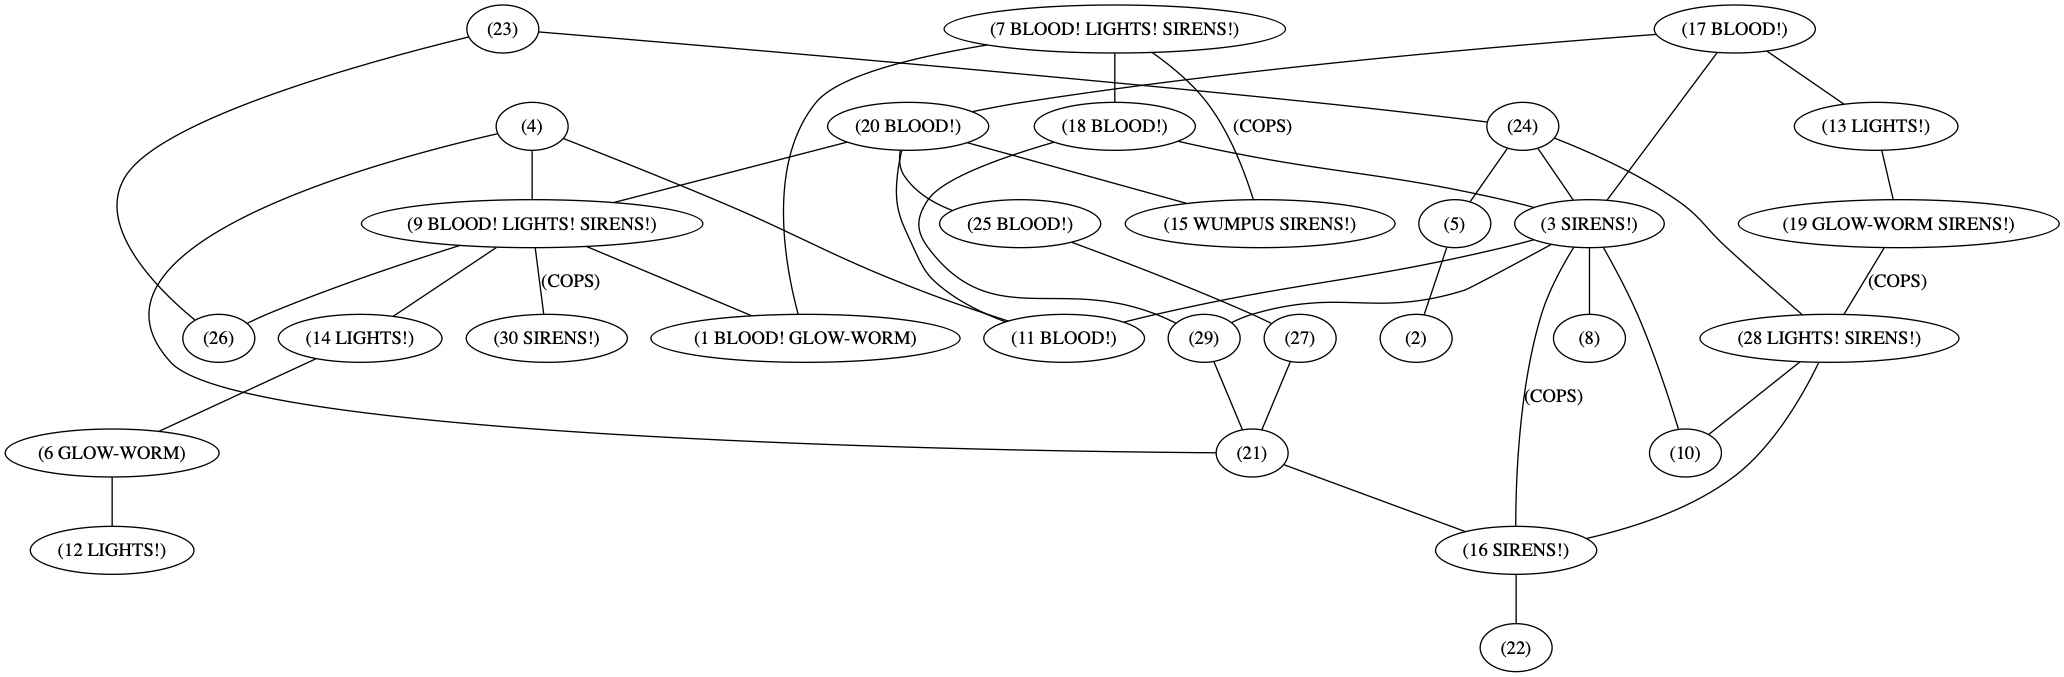 (23)
(7 BLOOD! LIGHTS! SIRENS!)
(17 BLOOD!)
(4)
(20 BLOOD!)
(18 BLOOD!)
(COPS)
(24)
(13 LIGHTS!)
(9 BLOOD! LIGHTS! SIRENS!)
(25 BLOOD!)
(15 WUMPUS SIRENS!)
(5)
(3 SIRENS!)
(19 GLOW-WORM SIRENS!)
(COPS)
(COPS)
(26)
(14 LIGHTS!)
(30 SIRENS!)
(1 BLOOD! GLOW-WORM)
(11 BLOOD!)
(29)
(27)
(2)
(8)
(28 LIGHTS! SIRENS!)
(COPS)
(6 GLOW-WORM)
(21)
(10)
(12 LIGHTS!)
(16 SIRENS!)
(22)